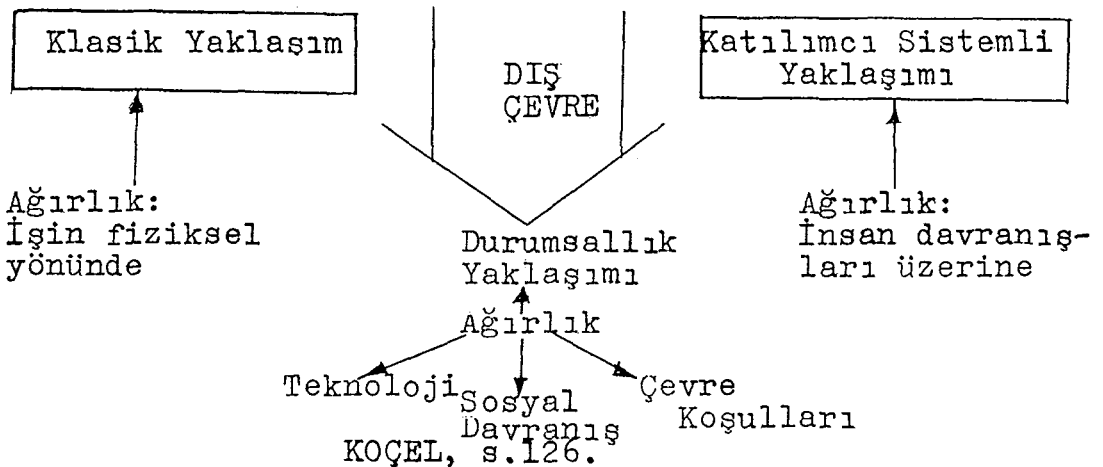 Klasik Yaklaşım
DIŞ
ÇEVRE
Katılımcı Sistemli
Yaklaşımı
Ağırlık:
İşin fiziksel
yönünde
Durumsallık
Yaklaşımı
Ağırlık:
İnsan davranış-
ları üzerine
Ağırlık
Teknoloji
Sosyal
Davranış
Çevre
Koşulları
KOÇEL, s.126.